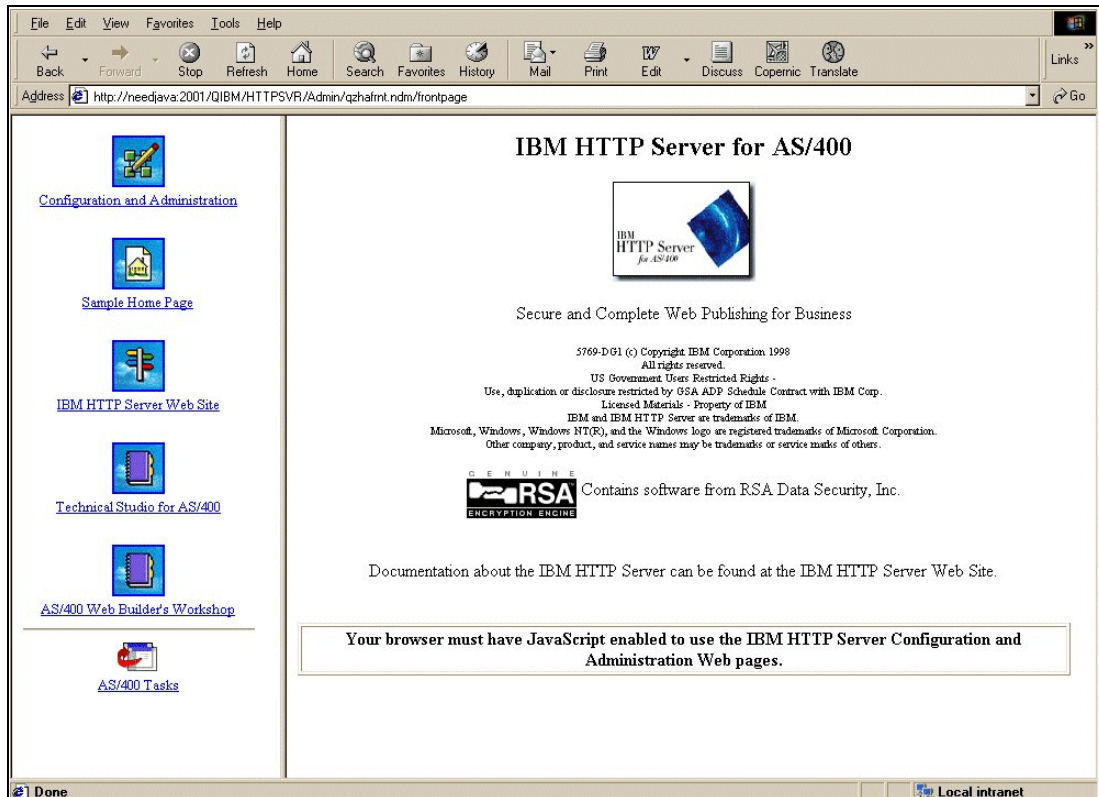 File Edit View Favorites Tools Help
Back Forward Stop Refresh Home Search Favorites History Mail Print Edit Discuss Copernic Translate
Links »
Address http://needjava:2001/QIBM/HTTPSVR/Admin/qzhafrnt.ndm/frontpage Go
Configuration and Administration
Sample Home Page
IBM HTTP Server Web Site
Technical Studio for AS/400
AS/400 Web Builder's Workshop
AS/400 Tasks
IBM HTTP Server for AS/400
IBM
HTTP Server
for AS/400
Secure and Complete Web Publishing for Business
5769-DG1 (c) Copyright IBM Corporation 1998
All rights reserved.
US Government Users Restricted Rights -
Use, duplication or disclosure restricted by GSA ADP Schedule Contract with IBM Corp.
Licensed Materials - Property of IBM
IBM and IBM HTTP Server are trademarks of IBM.
Microsoft, Windows, Windows NT(R), and the Windows logo are registered trademarks of Microsoft Corporation.
Other company, product, and service names may be trademarks or service marks of others.
GENUINE
RSA™
ENCRYPTION ENGINE
Contains software from RSA Data Security, Inc.
Documentation about the IBM HTTP Server can be found at the IBM HTTP Server Web Site.
Your browser must have JavaScript enabled to use the IBM HTTP Server Configuration and
Administration Web pages.
Done
Local intranet